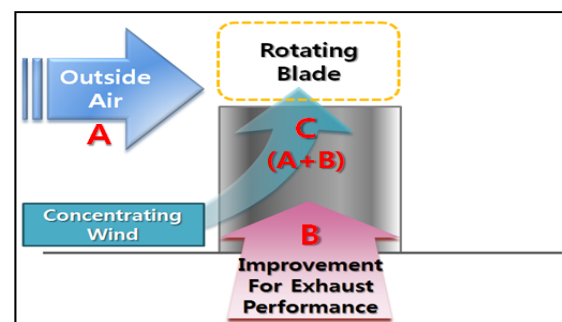 Rotating
Blade
Outside
Air
A
C
(A+B)
Concentrating
Wind
B
Improvement
For Exhaust
Performance